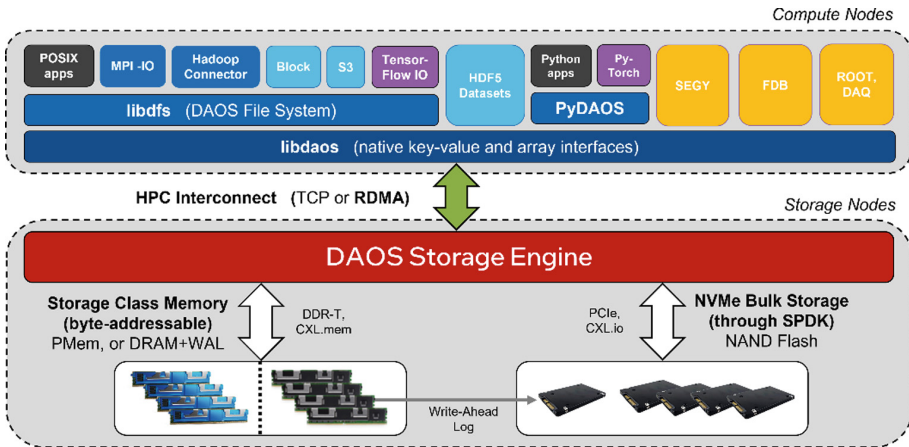 Compute Nodes
POSIX
apps
MPI -IO
Hadoop
Connector
Block
S3
Tensor-
Flow IO
HDF5
Datasets
Python
apps
Py-
Torch
SEGY
FDB
ROOT,
DAQ
libdfs (DAOS File System)
PyDAOS
libdaos (native key-value and array interfaces)
HPC Interconnect (TCP or RDMA)
Storage Nodes
DAOS Storage Engine
Storage Class Memory
(byte-addressable)
PMem, or DRAM+WAL
DDR-T,
CXL.mem
PCIe,
CXL.io
NVMe Bulk Storage
(through SPDK)
NAND Flash
Write-Ahead
Log